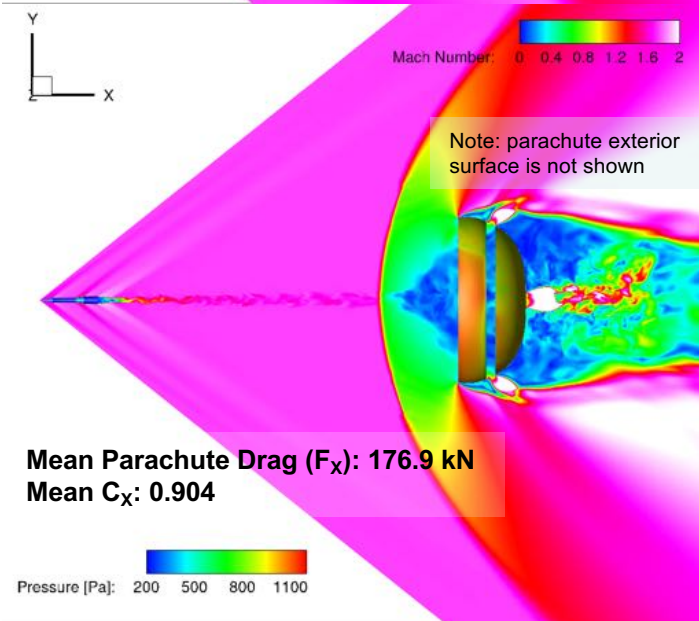 Y
Z
X
Mach Number: 0 0.4 0.8 1.2 1.6 2
Note: parachute exterior
surface is not shown
Mean Parachute Drag (FX): 176.9 kN
Mean CX: 0.904
Pressure [Pa]: 200 500 800 1100